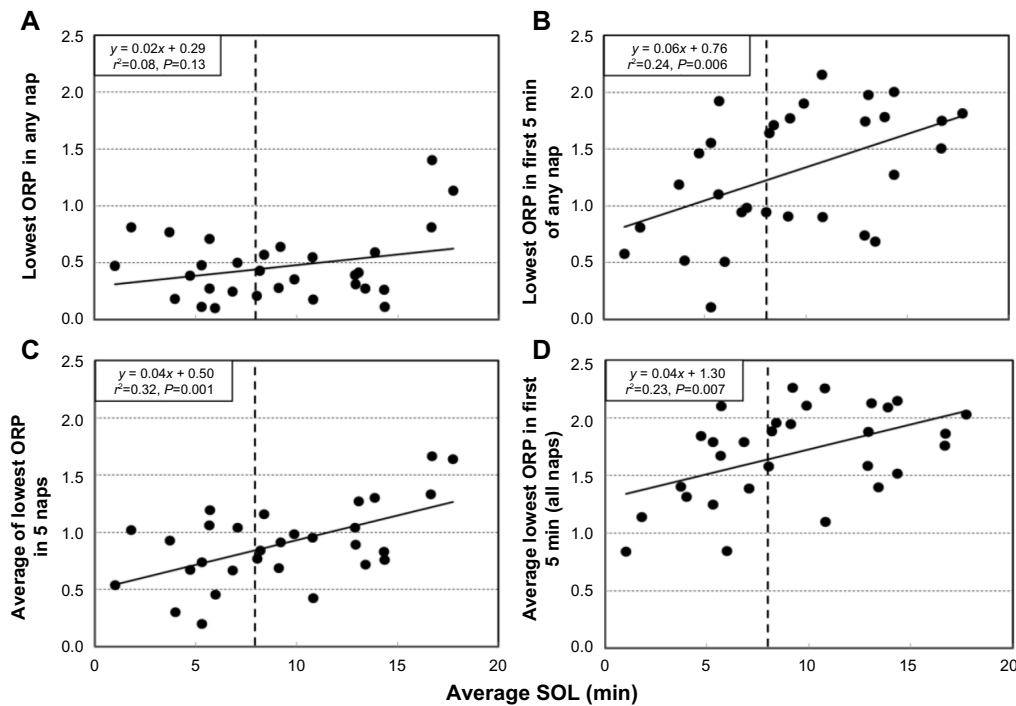 A
2.5
2.0
1.5
1.0
0.5
0.0
Lowest ORP in any nap
y = 0.02x + 0.29
r²=0.08, P=0.13
B
2.5
2.0
1.5
1.0
0.5
0.0
0
5
10
15
20
Lowest ORP in first 5 min
of any nap
y = 0.06x + 0.76
r²=0.24, P=0.006
C
2.5
2.0
1.5
1.0
0.5
0.0
0
5
10
15
20
Average of lowest ORP
in 5 naps
y = 0.04x + 0.50
r²=0.32, P=0.001
D
2.5
2.0
1.5
1.0
0.5
0.0
0
5
10
15
20
Average lowest ORP in first
5 min (all naps)
y = 0.04x + 1.30
r²=0.23, P=0.007
Average SOL (min)